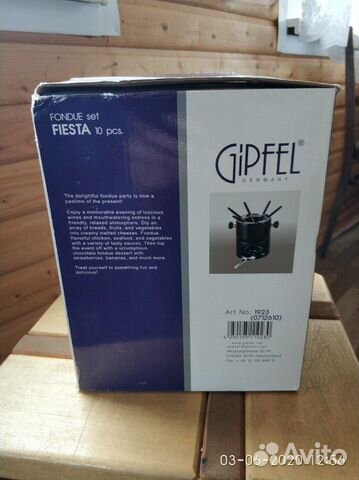 FONDUE set
FIESTA 10 pcs.
The delightful fondue party is now a
pastime of the present!
Enjoy a memorable evening of luscious
wines and mouthwatering entrees in a
friendly, relaxed atmosphere. Dip an
array of breads, fruits, and vegetables
into creamy melted cheeses. Fondue
flavorful chicken, seafood, and vegetables
with a variety of tasty sauces. Then top
the event off with a scrumptious
chocolate fondue dessert with
strawberries, bananas, and much more.
Treat yourself to something fun and
delicious!
GiPFEL®
GERMANY
Art. No.: 1923
(0712610)
03-06-2020 12:56
Avito